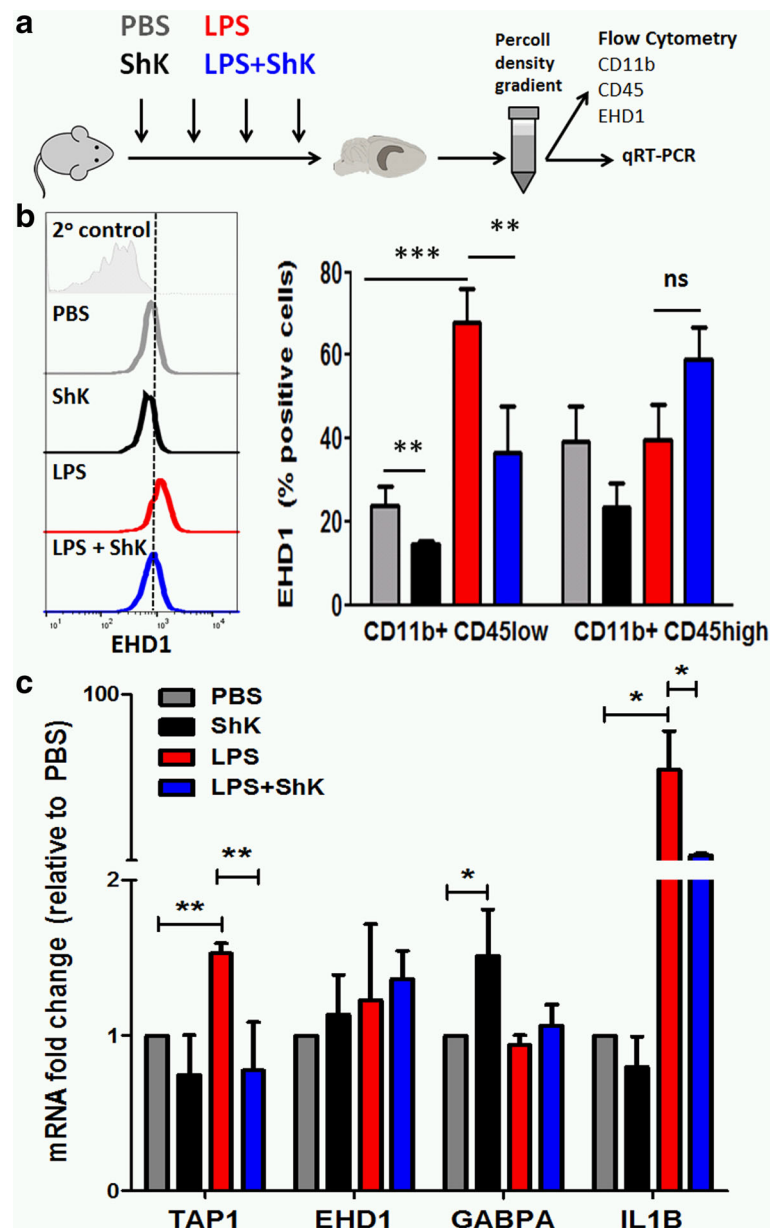 a
PBS LPS
ShK LPS+ShK
Percoll
density
gradient
Flow Cytometry
CD11b
CD45
EHD1
qRT-PCR
b
2º control
PBS
ShK
LPS
LPS + ShK
10¹ 10² 10³ 10⁴
EHD1
EHD1 (% positive cells)
80
60
40
20
0
***
**
**
ns
CD11b+ CD45low CD11b+ CD45high
c
mRNA fold change (relative to PBS)
100
2
1
0
PBS
ShK
LPS
LPS+ShK
**
**
*
*
*
TAP1 EHD1 GABPA IL1B